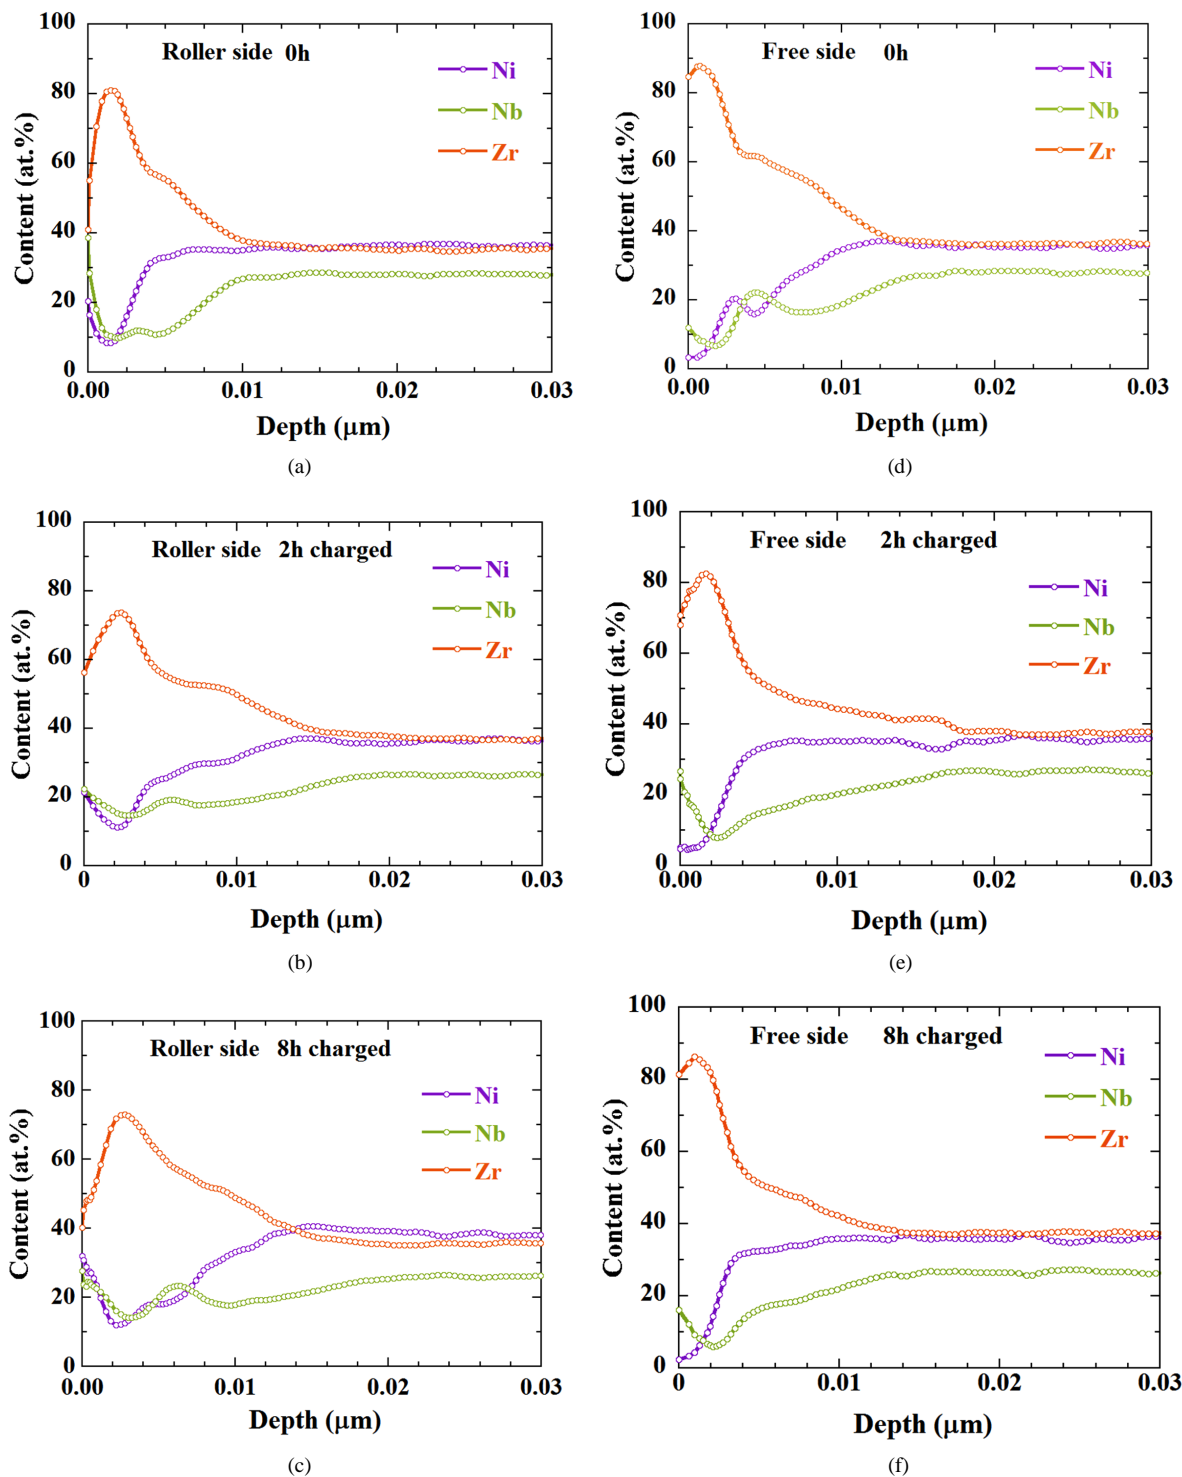 Roller side 0h
Ni
Nb
Zr
Content (at.%)
100
80
60
40
20
0
0.00 0.01 0.02 0.03
Depth (μm)
(a)
Free side 0h
Ni
Nb
Zr
Content (at.%)
100
80
60
40
20
0
0.00 0.01 0.02 0.03
Depth (μm)
(d)
Roller side 2h charged
Ni
Nb
Zr
Content (at.%)
100
80
60
40
20
0
0 0.01 0.02 0.03
Depth (μm)
(b)
Free side 2h charged
Ni
Nb
Zr
Content (at.%)
100
80
60
40
20
0
0.00 0.01 0.02 0.03
Depth (μm)
(e)
Roller side 8h charged
Ni
Nb
Zr
Content (at.%)
100
80
60
40
20
0
0.00 0.01 0.02 0.03
Depth (μm)
(c)
Free side 8h charged
Ni
Nb
Zr
Content (at.%)
100
80
60
40
20
0
0 0.01 0.02 0.03
Depth (μm)
(f)